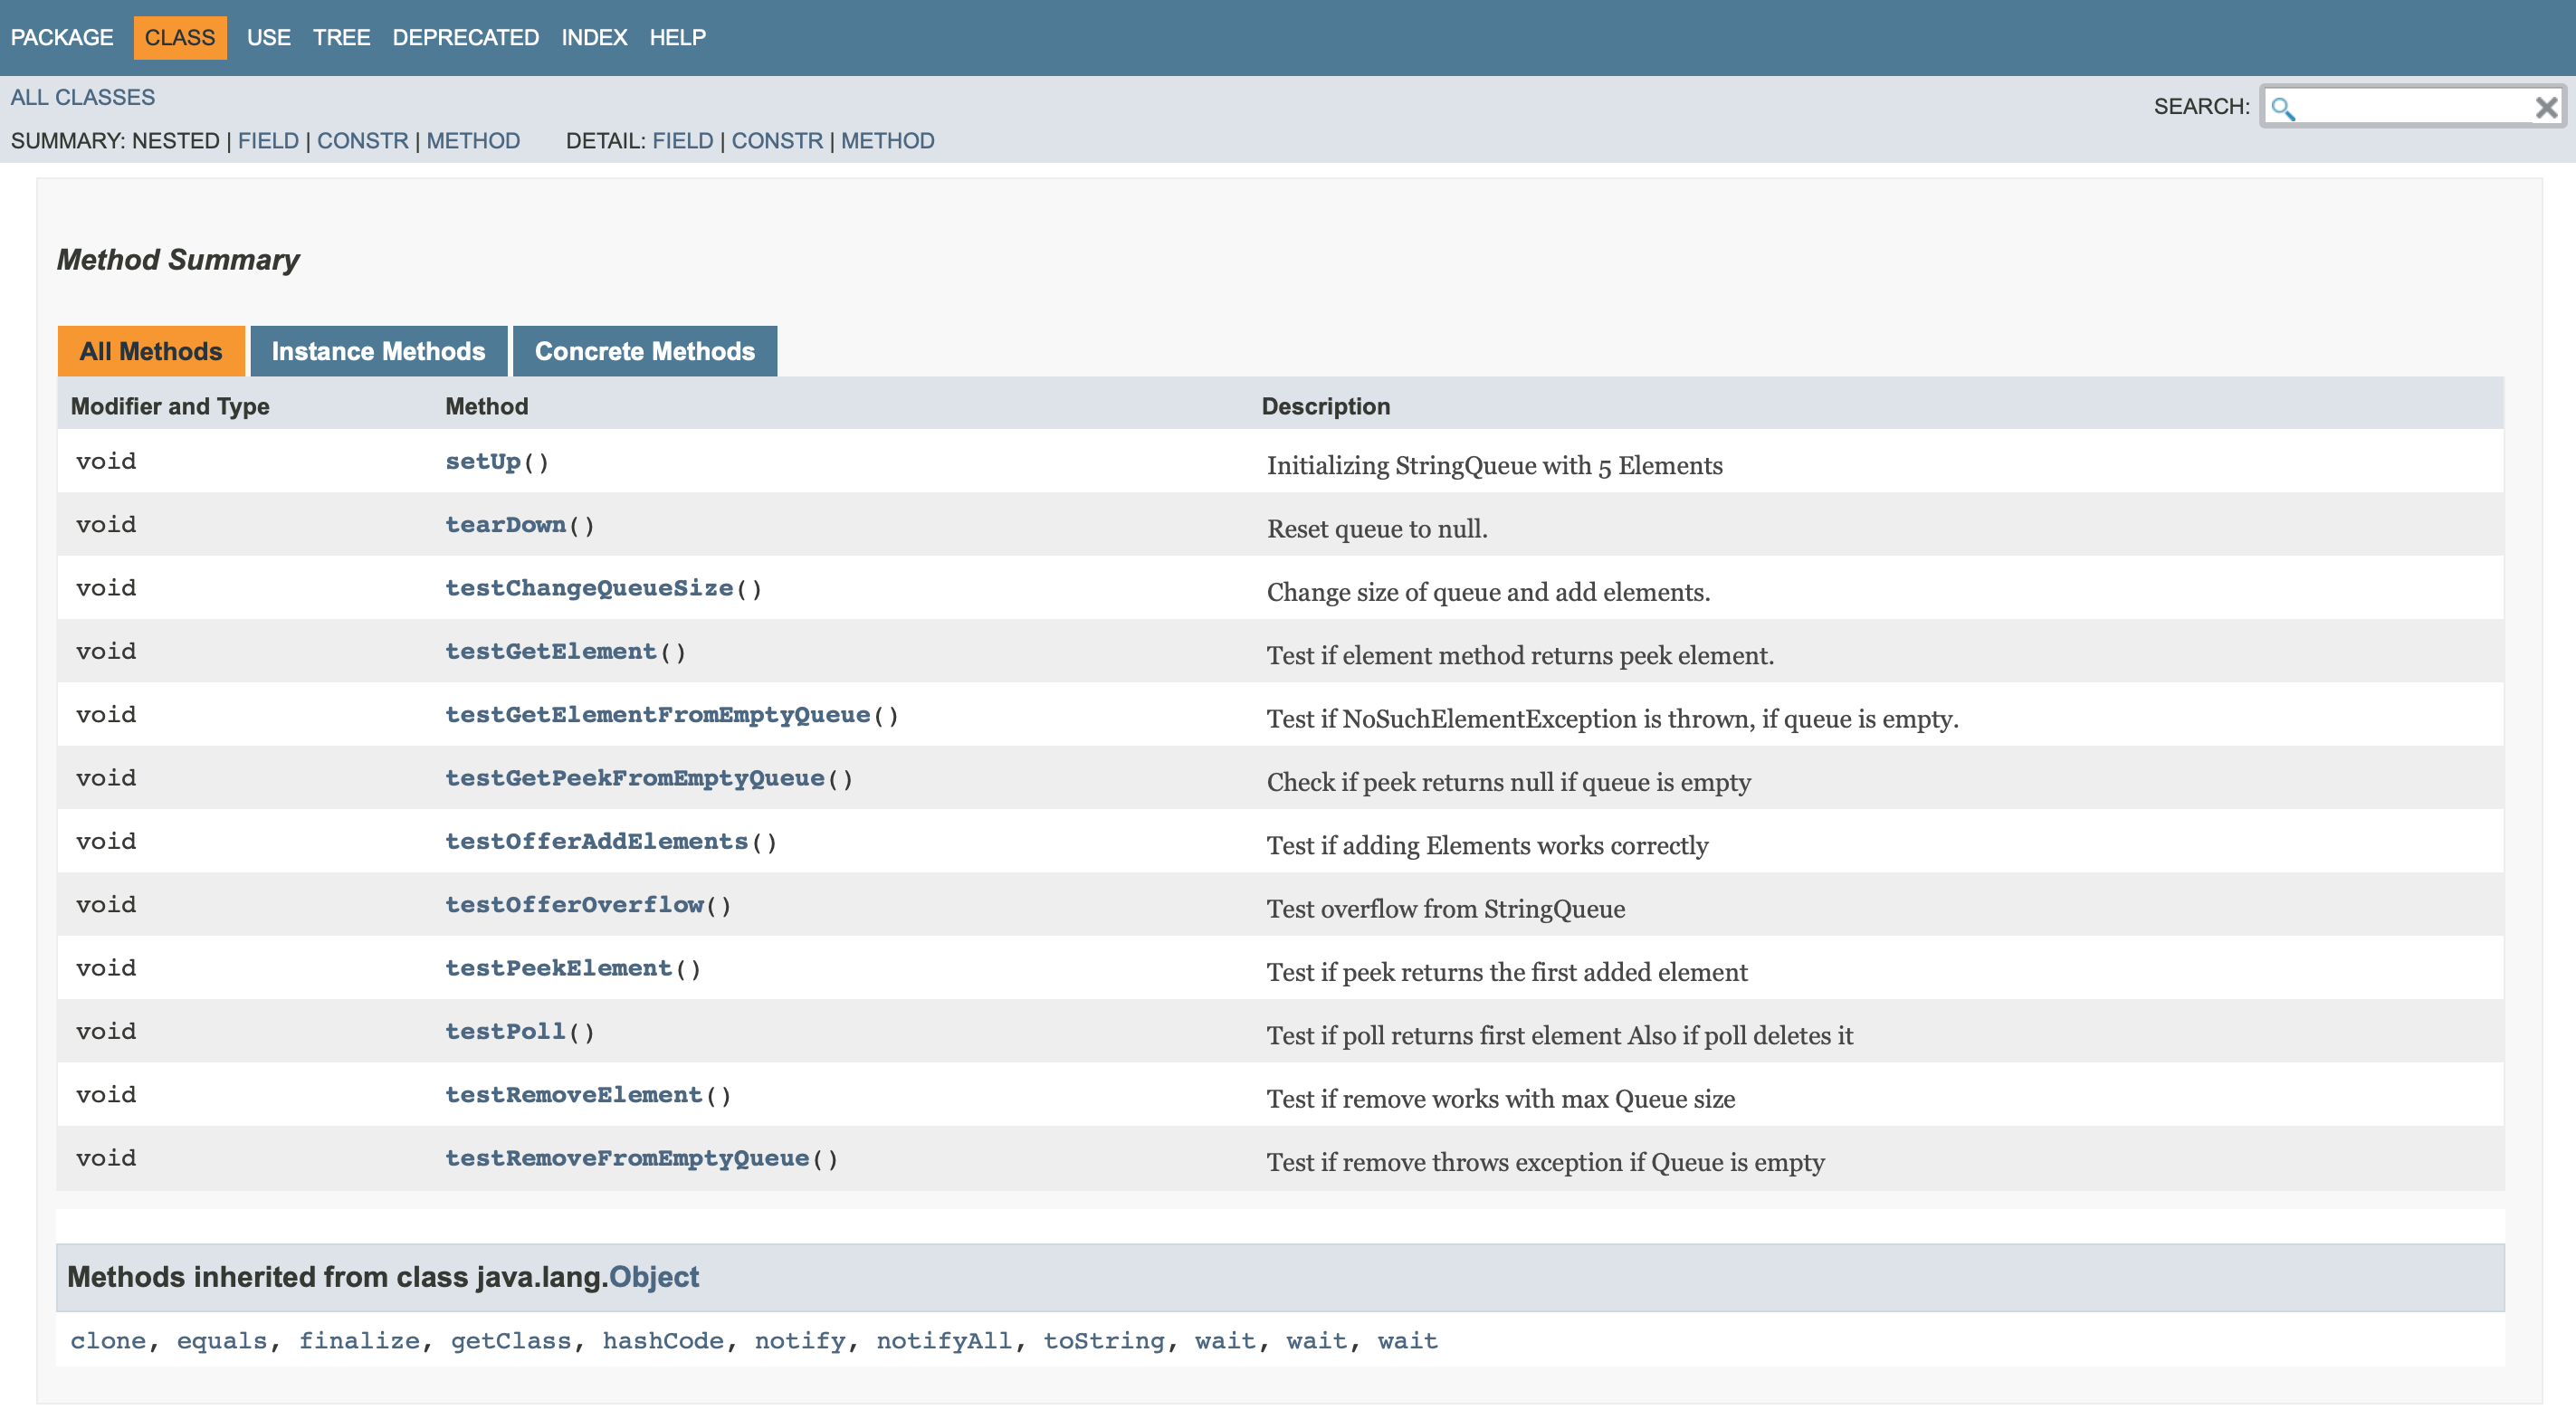 PACKAGE CLASS USE TREE DEPRECATED INDEX HELP
ALL CLASSES
SEARCH:
SUMMARY: NESTED | FIELD | CONSTR | METHOD DETAIL: FIELD | CONSTR | METHOD
Method Summary
All Methods Instance Methods Concrete Methods
Modifier and Type Method Description
void setUp() Initializing StringQueue with 5 Elements
void tearDown() Reset queue to null.
void testChangeQueueSize() Change size of queue and add elements.
void testGetElement() Test if element method returns peek element.
void testGetElementFromEmptyQueue() Test if NoSuchElementException is thrown, if queue is empty.
void testGetPeekFromEmptyQueue() Check if peek returns null if queue is empty
void testOfferAddElements() Test if adding Elements works correctly
void testOfferOverflow() Test overflow from StringQueue
void testPeekElement() Test if peek returns the first added element
void testPoll() Test if poll returns first element Also if poll deletes it
void testRemoveElement() Test if remove works with max Queue size
void testRemoveFromEmptyQueue() Test if remove throws exception if Queue is empty
Methods inherited from class java.lang.Object
clone, equals, finalize, getClass, hashCode, notify, notifyAll, toString, wait, wait, wait